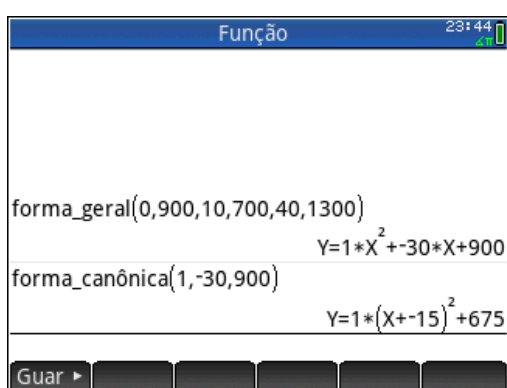 Função
23:44
∡π
forma_geral(0,900,10,700,40,1300)
Y=1*X²+-30*X+900
forma_canônica(1,-30,900)
Y=1*(X+-15)²+675
Guar ▸